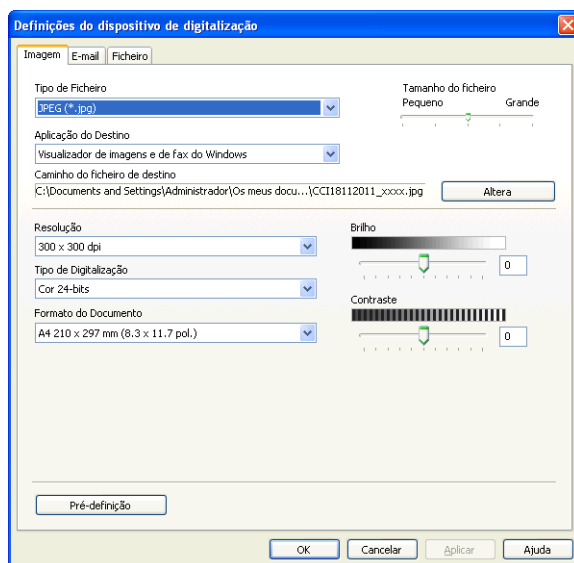 Definições do dispositivo de digitalização
Imagem E-mail Ficheiro
Tipo de Ficheiro
JPEG (*.jpg)
Tamanho do ficheiro
Pequeno Grande
Aplicação do Destino
Visualizador de imagens e de fax do Windows
Caminho do ficheiro de destino
C:\Documents and Settings\Administrador\Os meus docu...\CCI18112011_xxxx.jpg
Altera
Resolução
300 x 300 dpi
Tipo de Digitalização
Cor 24-bits
Formato do Documento
A4 210 x 297 mm (8.3 x 11.7 pol.)
Brilho
0
Contraste
0
Pré-definição
OK Cancelar Aplicar Ajuda